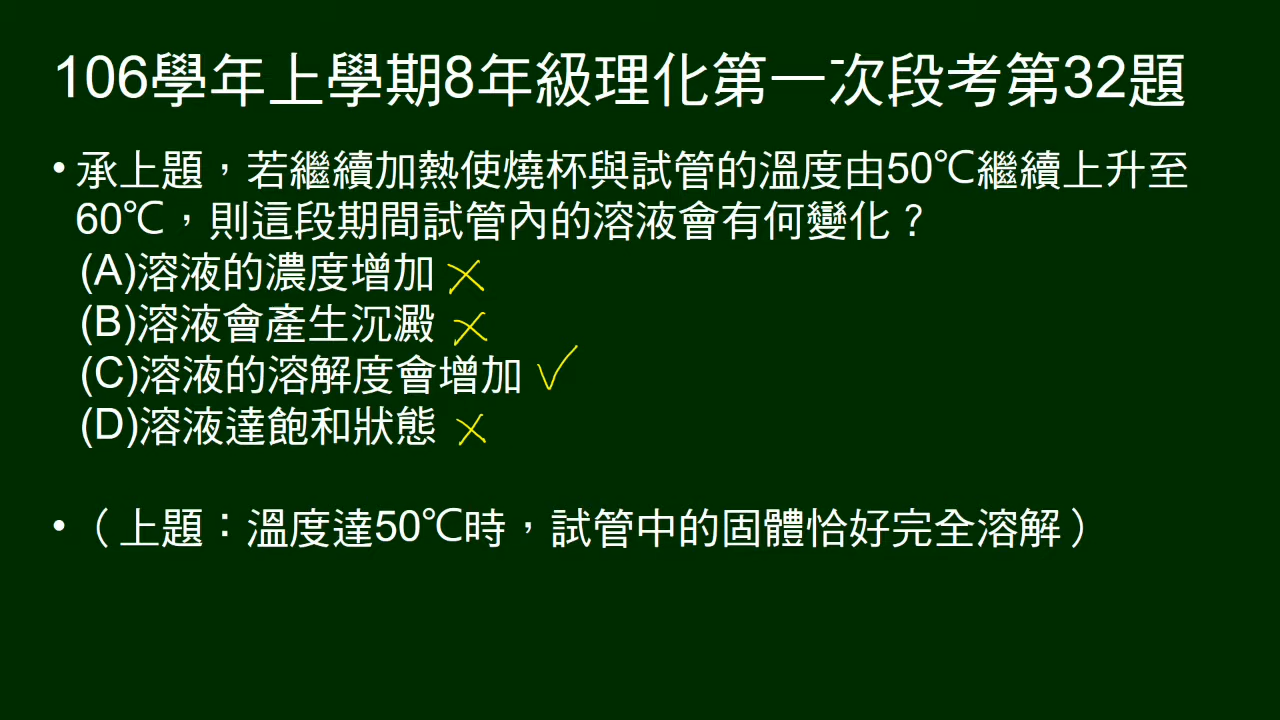 106學年上學期8年級理化第一次段考第32題
• 承上題，若繼續加熱使燒杯與試管的溫度由50℃繼續上升至
60℃，則這段期間試管內的溶液會有何變化？
(A)溶液的濃度增加
(B)溶液會產生沉澱
(C)溶液的溶解度會增加
(D)溶液達飽和狀態
• （上題：溫度達50℃時，試管中的固體恰好完全溶解）